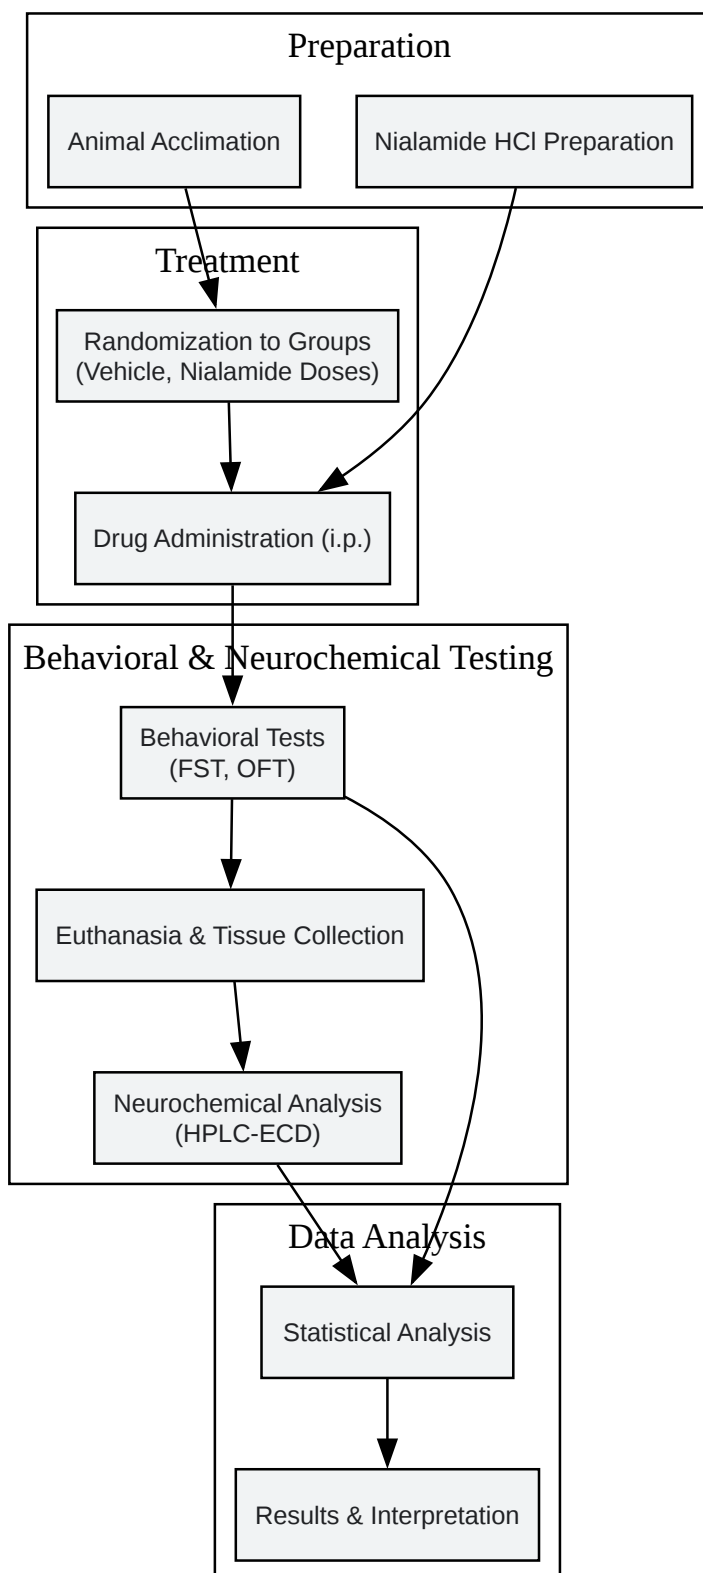 Preparation
Animal Acclimation
Nialamide HCl Preparation
Treatment
Randomization to Groups
(Vehicle, Nialamide Doses)
Drug Administration (i.p.)
Behavioral & Neurochemical Testing
Behavioral Tests
(FST, OFT)
Euthanasia & Tissue Collection
Neurochemical Analysis
(HPLC-ECD)
Data Analysis
Statistical Analysis
Results & Interpretation